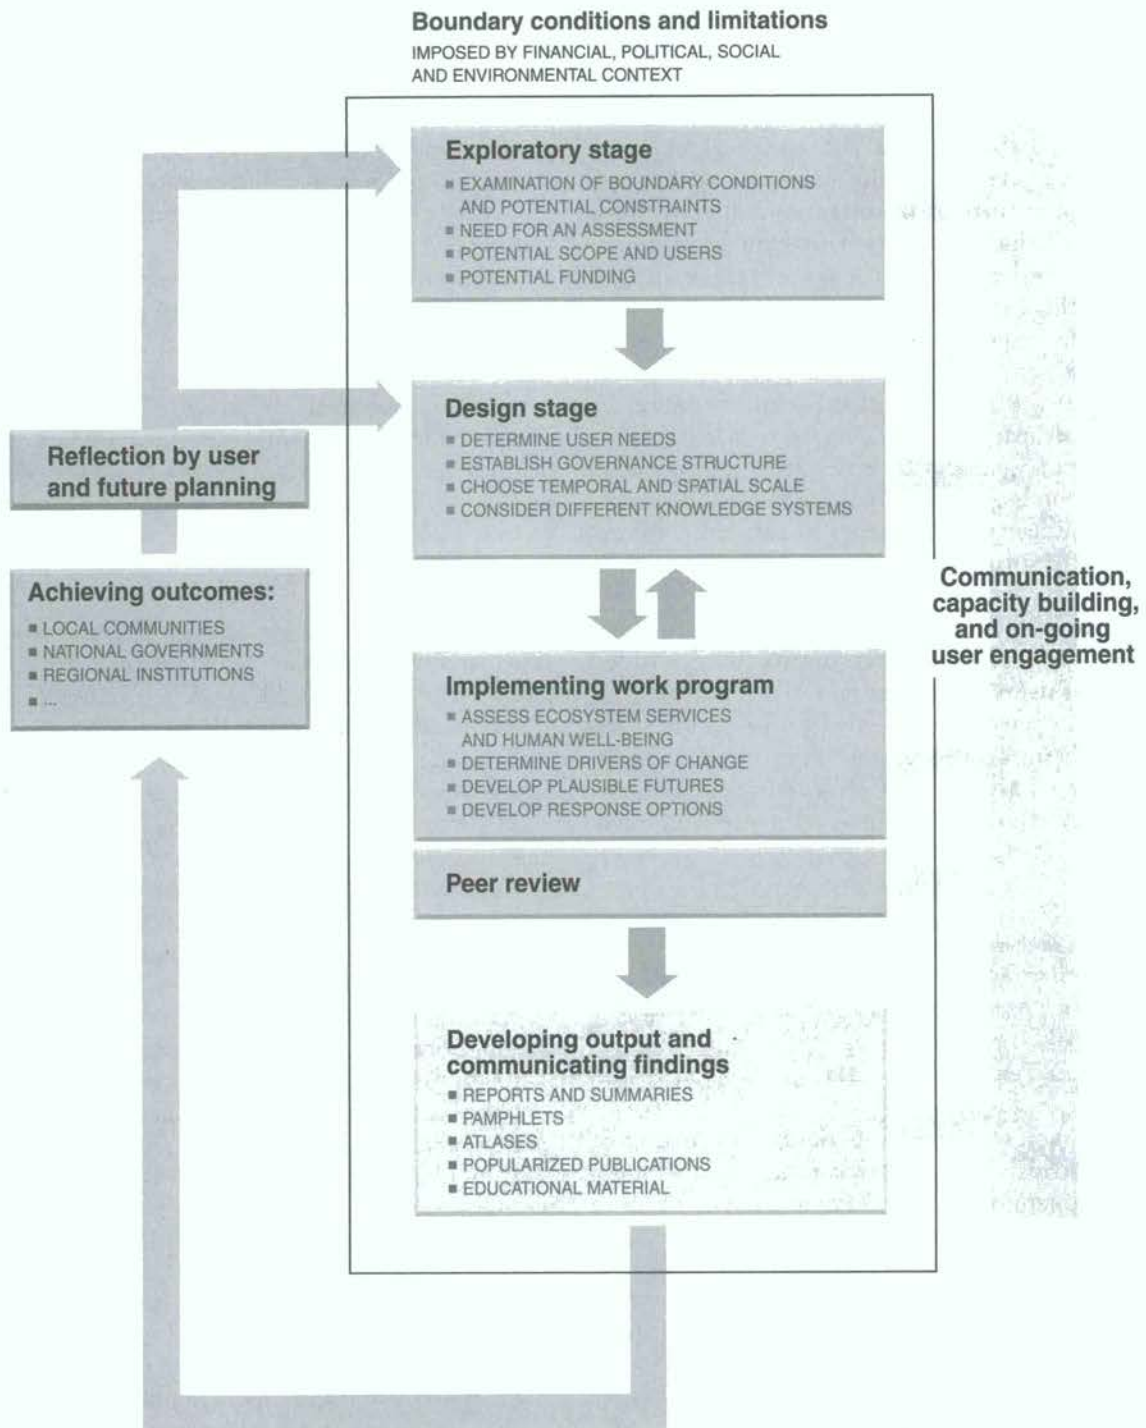 Boundary conditions and limitations
IMPOSED BY FINANCIAL, POLITICAL, SOCIAL
AND ENVIRONMENTAL CONTEXT
Exploratory stage
■ EXAMINATION OF BOUNDARY CONDITIONS
AND POTENTIAL CONSTRAINTS
■ NEED FOR AN ASSESSMENT
■ POTENTIAL SCOPE AND USERS
■ POTENTIAL FUNDING
Design stage
■ DETERMINE USER NEEDS
■ ESTABLISH GOVERNANCE STRUCTURE
■ CHOOSE TEMPORAL AND SPATIAL SCALE
■ CONSIDER DIFFERENT KNOWLEDGE SYSTEMS
Reflection by user
and future planning
Achieving outcomes:
■ LOCAL COMMUNITIES
■ NATIONAL GOVERNMENTS
■ REGIONAL INSTITUTIONS
■ ...
Communication,
capacity building,
and on-going
user engagement
Implementing work program
■ ASSESS ECOSYSTEM SERVICES
AND HUMAN WELL-BEING
■ DETERMINE DRIVERS OF CHANGE
■ DEVELOP PLAUSIBLE FUTURES
■ DEVELOP RESPONSE OPTIONS
Peer review
Developing output and
communicating findings
■ REPORTS AND SUMMARIES
■ PAMPHLETS
■ ATLASES
■ POPULARIZED PUBLICATIONS
■ EDUCATIONAL MATERIAL